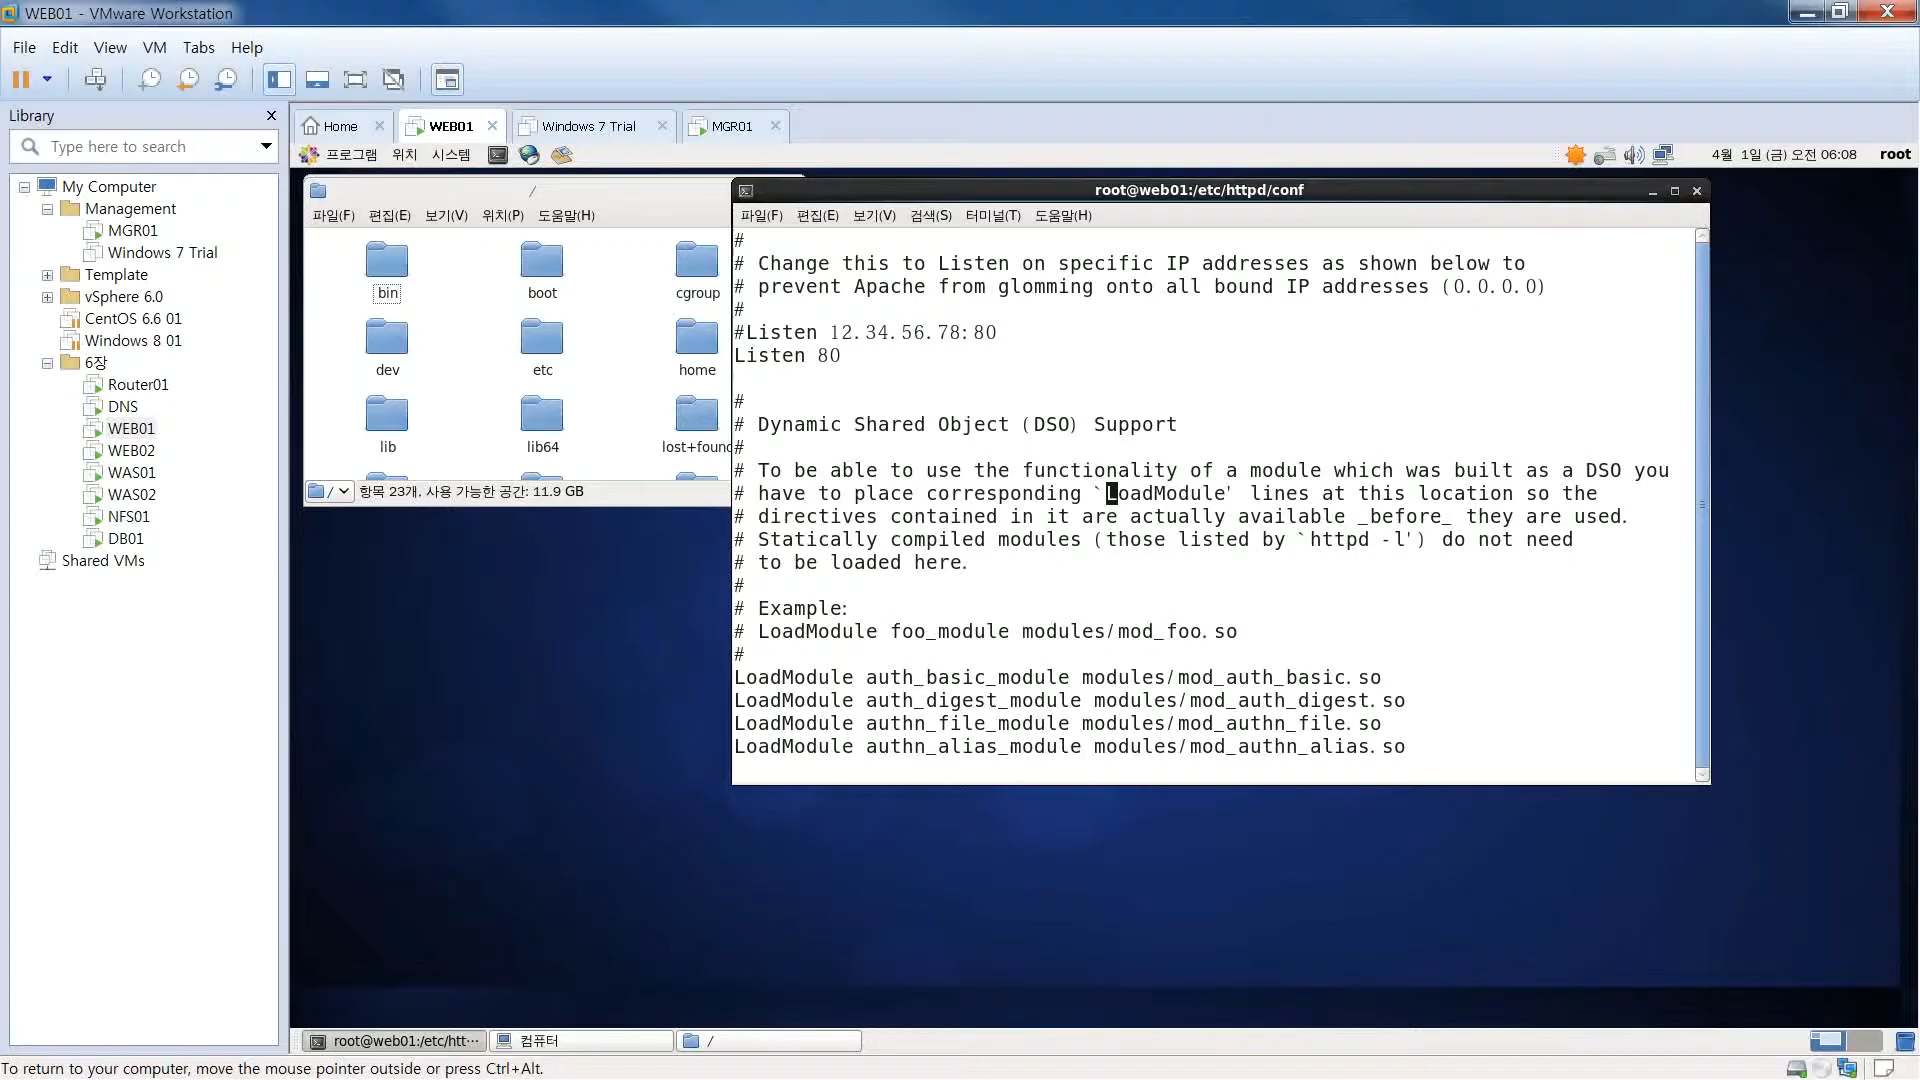 WEB01 - VMware Workstation
File Edit View VM Tabs Help
Library
Type here to search
My Computer
Management
MGR01
Windows 7 Trial
Template
vSphere 6.0
CentOS 6.6 01
Windows 8 01
6장
Router01
DNS
WEB01
WEB02
WAS01
WAS02
NFS01
DB01
Shared VMs
Home WEB01 Windows 7 Trial MGR01
프로그램 위치 시스템 4월 1일 (금) 오전 06:08 root
/
파일(F) 편집(E) 보기(V) 위치(P) 도움말(H)
bin boot cgroup
dev etc home
lib lib64 lost+foun
/ 항목 23개, 사용 가능한 공간: 11.9 GB
root@web01:/etc/httpd/conf
파일(F) 편집(E) 보기(V) 검색(S) 터미널(T) 도움말(H)
#
# Change this to Listen on specific IP addresses as shown below to
# prevent Apache from glomming onto all bound IP addresses (0.0.0.0)
#
#Listen 12.34.56.78:80
Listen 80
#
# Dynamic Shared Object (DSO) Support
#
# To be able to use the functionality of a module which was built as a DSO you
# have to place corresponding `LoadModule' lines at this location so the
# directives contained in it are actually available _before_ they are used.
# Statically compiled modules (those listed by `httpd -l') do not need
# to be loaded here.
#
# Example:
# LoadModule foo_module modules/mod_foo.so
#
LoadModule auth_basic_module modules/mod_auth_basic.so
LoadModule auth_digest_module modules/mod_auth_digest.so
LoadModule authn_file_module modules/mod_authn_file.so
LoadModule authn_alias_module modules/mod_authn_alias.so
root@web01:/etc/htt··· 컴퓨터 /
To return to your computer, move the mouse pointer outside or press Ctrl+Alt.